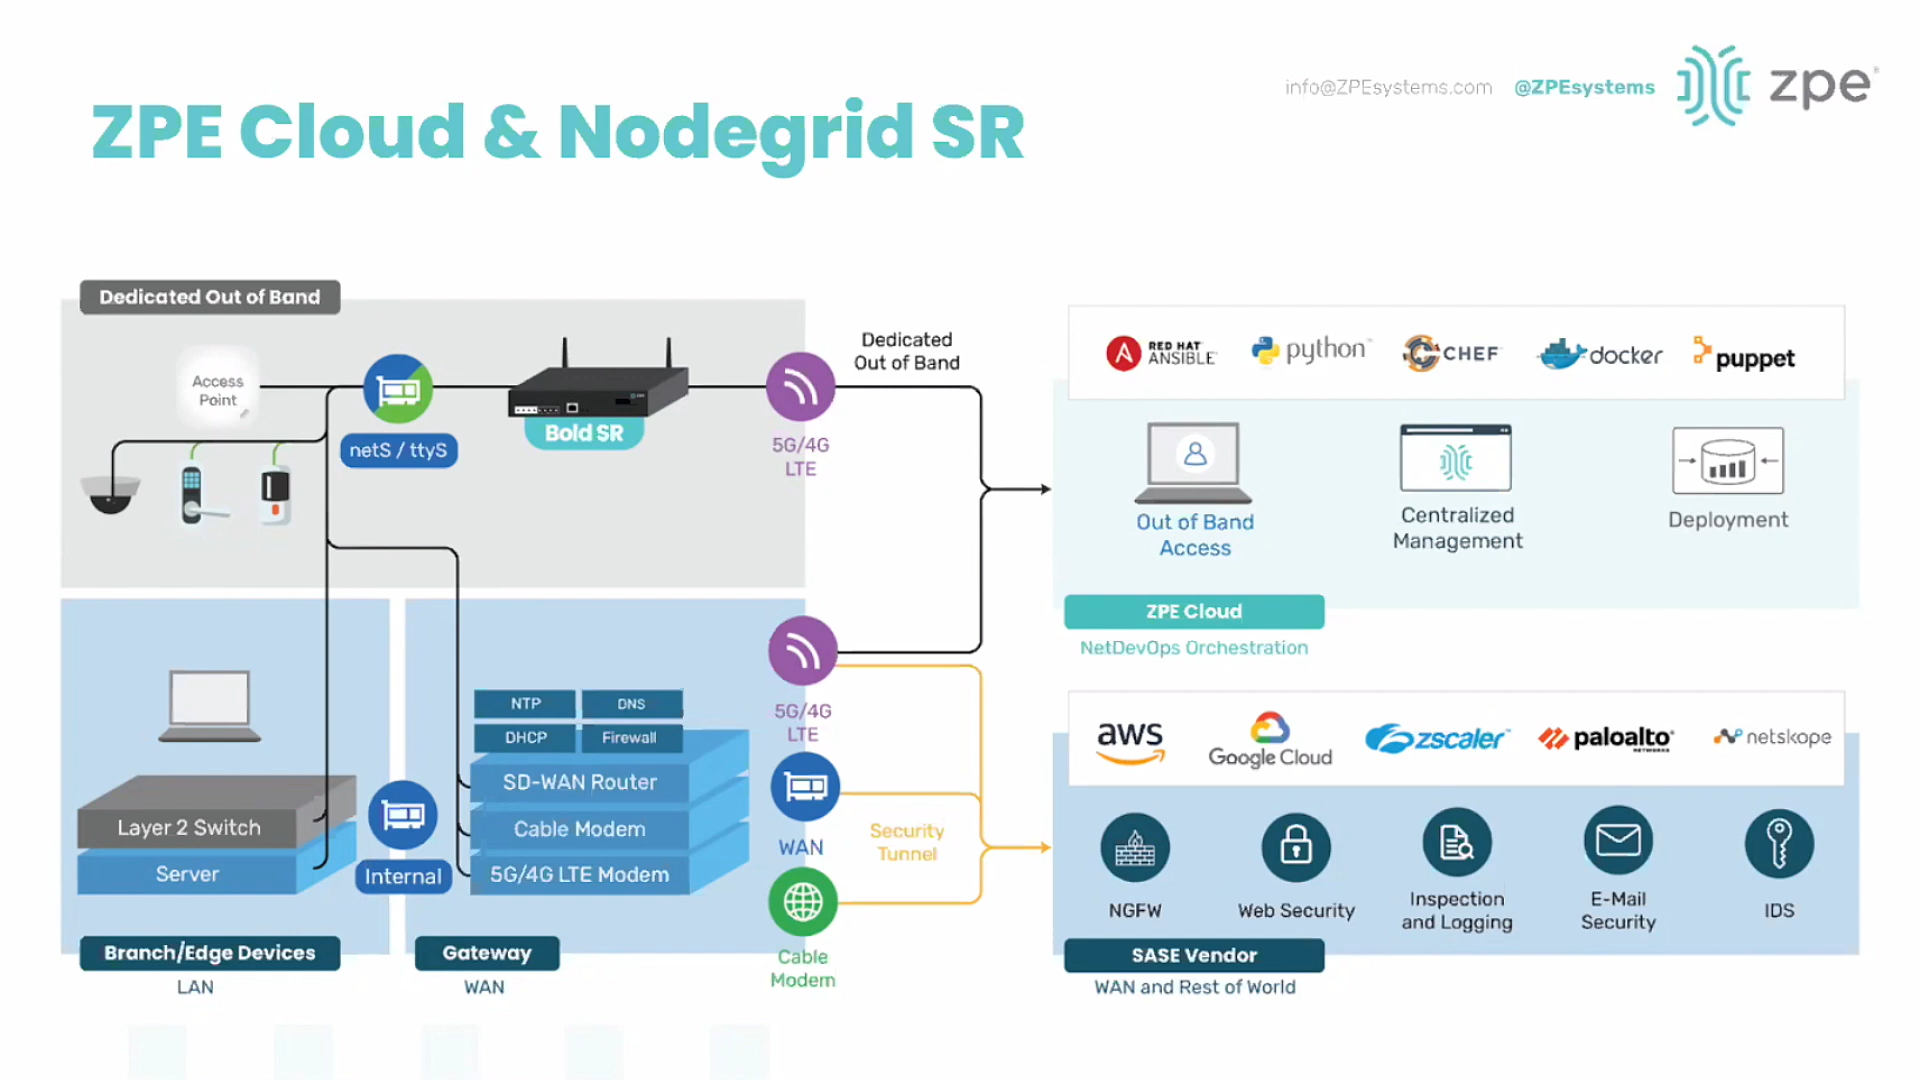 info@ZPEsystems.com @ZPEsystems zpe
ZPE Cloud & Nodegrid SR
Dedicated Out of Band
Access
Point
netS / ttyS
Bold SR
5G/4G
LTE
Dedicated
Out of Band
RED HAT
ANSIBLE
python
CHEF
docker
puppet
Out of Band
Access
Centralized
Management
Deployment
ZPE Cloud
NetDevOps Orchestration
Layer 2 Switch
Server
Internal
Branch/Edge Devices
LAN
NTP
DNS
DHCP
Firewall
SD-WAN Router
Cable Modem
5G/4G LTE Modem
Gateway
WAN
5G/4G
LTE
WAN
Cable
Modem
Security
Tunnel
aws
Google Cloud
zscaler
paloalto
NETWORKS
netskope
NGFW
Web Security
Inspection
and Logging
E-Mail
Security
IDS
SASE Vendor
WAN and Rest of World